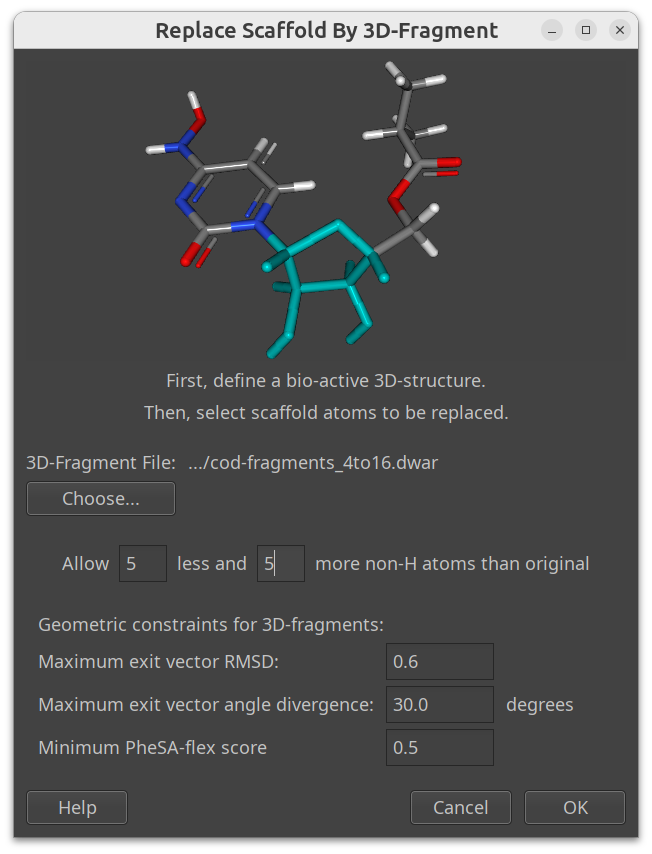 Replace Scaffold By 3D-Fragment
First, define a bio-active 3D-structure.
Then, select scaffold atoms to be replaced.
3D-Fragment File: .../cod-fragments_4to16.dwar
Choose...
Allow 5 less and 5 more non-H atoms than original
Geometric constraints for 3D-fragments:
Maximum exit vector RMSD: 0.6
Maximum exit vector angle divergence: 30.0 degrees
Minimum PheSA-flex score 0.5
Help Cancel OK